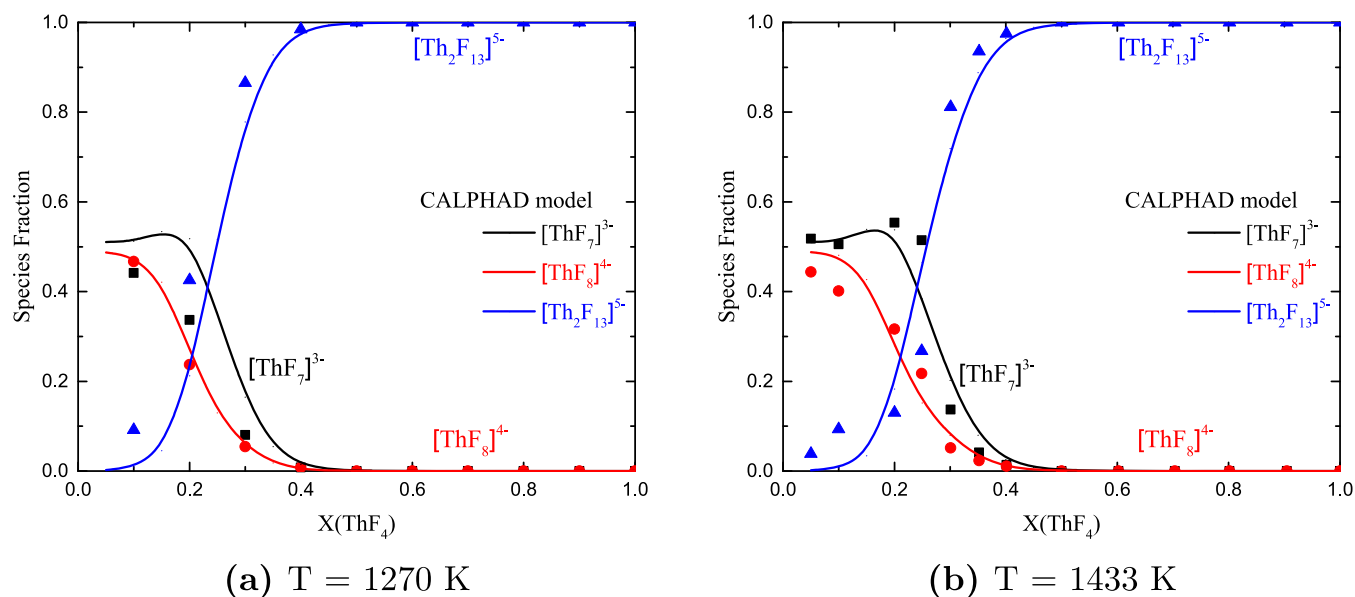 1.0
0.8
0.6
0.4
0.2
0.0
Species Fraction
0.0 0.2 0.4 0.6 0.8 1.0
X(ThF₄)
[Th₂F₁₃]⁵⁻
CALPHAD model
[ThF₇]³⁻
[ThF₈]⁴⁻
[Th₂F₁₃]⁵⁻
[ThF₇]³⁻
[ThF₈]⁴⁻
(a) T = 1270 K
1.0
0.8
0.6
0.4
0.2
0.0
Species Fraction
0.0 0.2 0.4 0.6 0.8 1.0
X(ThF₄)
[Th₂F₁₃]⁵⁻
CALPHAD model
[ThF₇]³⁻
[ThF₈]⁴⁻
[Th₂F₁₃]⁵⁻
[ThF₇]³⁻
[ThF₈]⁴⁻
(b) T = 1433 K